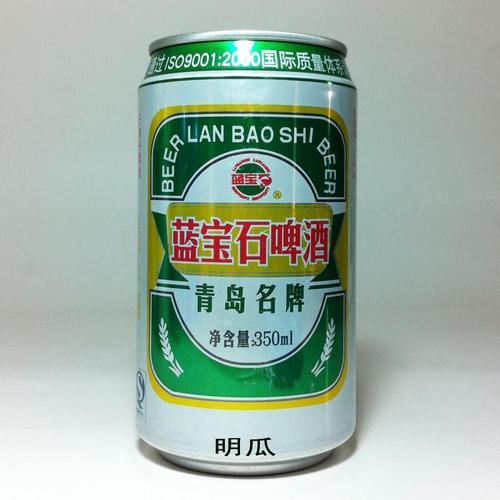 通过ISO9001:2000国际质量体系
BEER LAN BAO SHI BEER
蓝宝
蓝宝石啤酒
青岛名牌
净含量:350ml
明瓜